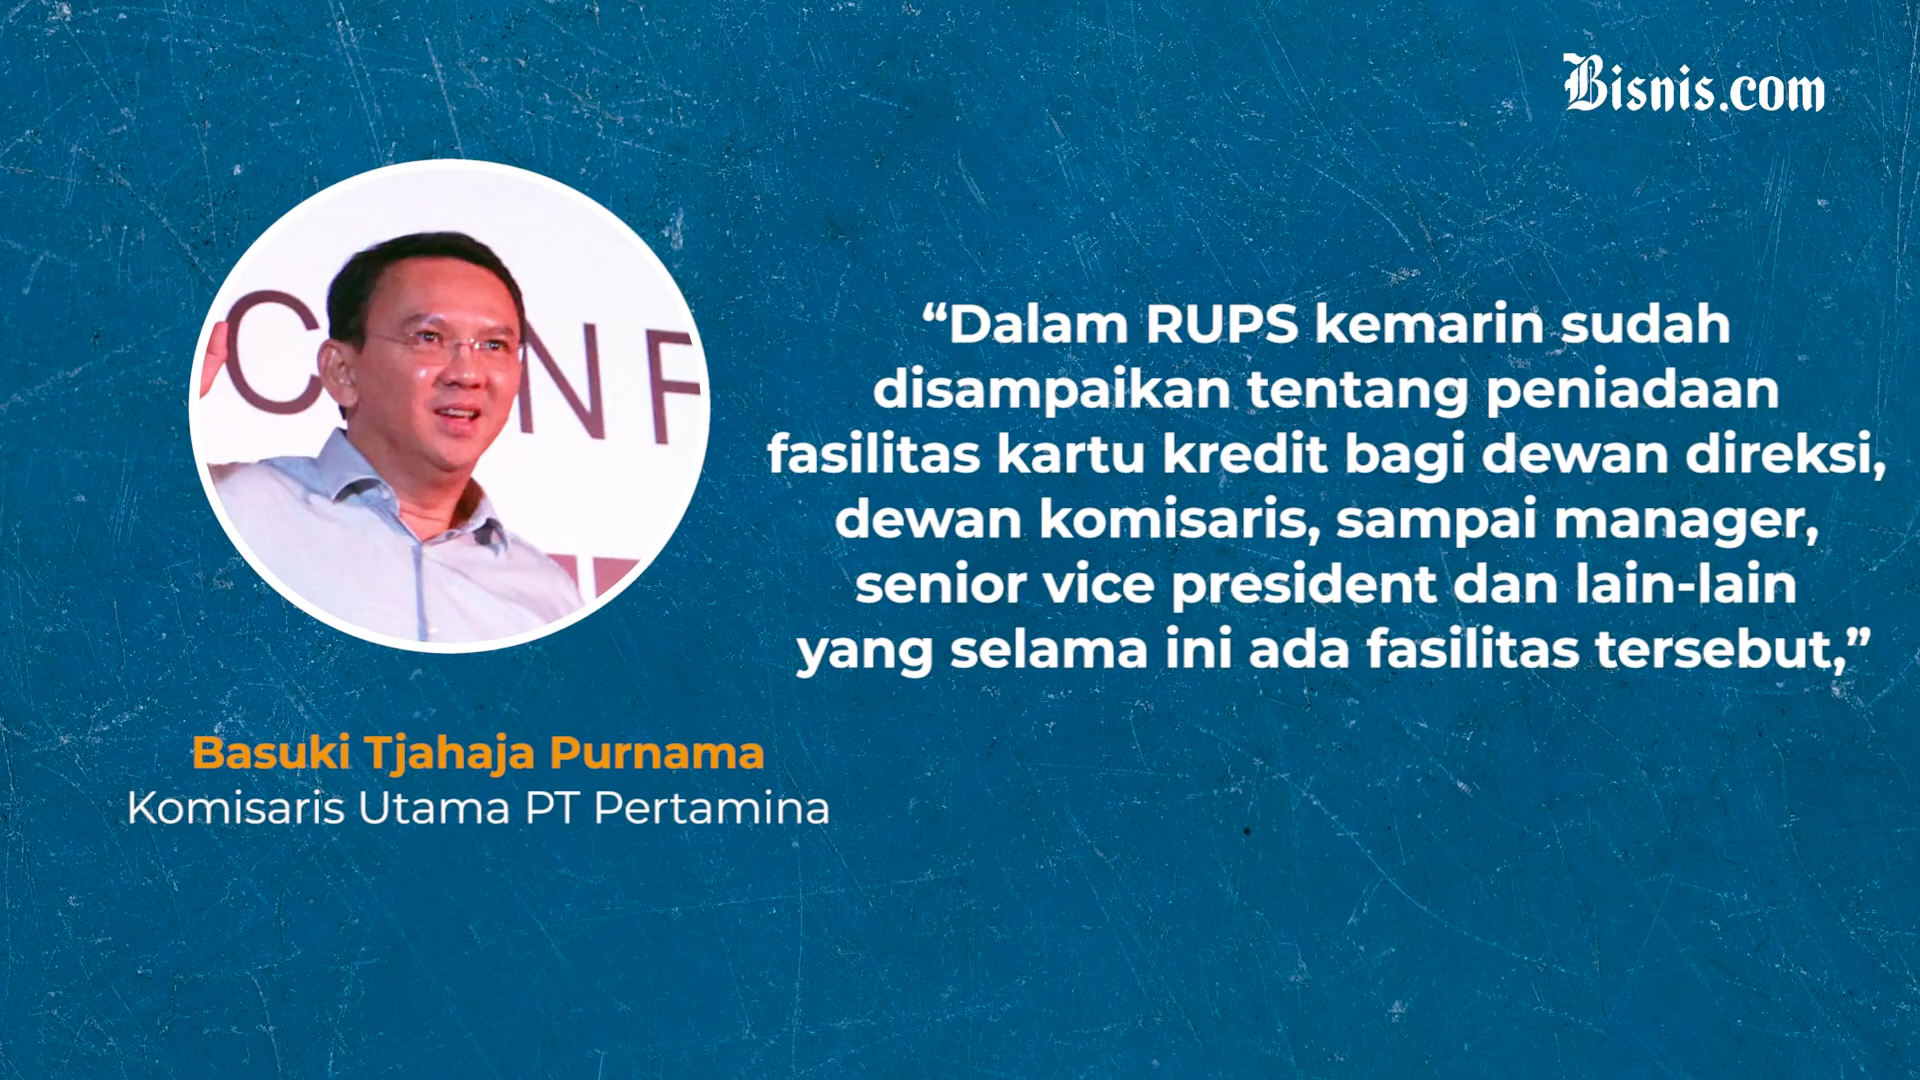 Bisnis.com
C NF
“Dalam RUPS kemarin sudah
disampaikan tentang peniadaan
fasilitas kartu kredit bagi dewan direksi,
dewan komisaris, sampai manager,
senior vice president dan lain-lain
yang selama ini ada fasilitas tersebut,”
Basuki Tjahaja Purnama
Komisaris Utama PT Pertamina